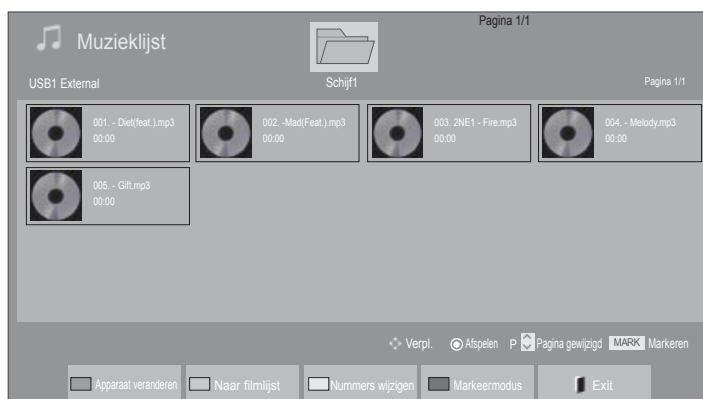 Pagina 1/1
Muzieklijst
USB1 External
Schijf1
Pagina 1/1
001. - Diet(feat.).mp3
00:00
002. -Mad(Feat.).mp3
00:00
003. 2NE1 - Fire.mp3
00:00
004. - Melody.mp3
00:00
005. - Gift.mp3
00:00
Verpl. Afspelen P Pagina gewijzigd MARK Markeren
Apparaat veranderen Naar filmlijst Nummers wijzigen Markeermodus Exit